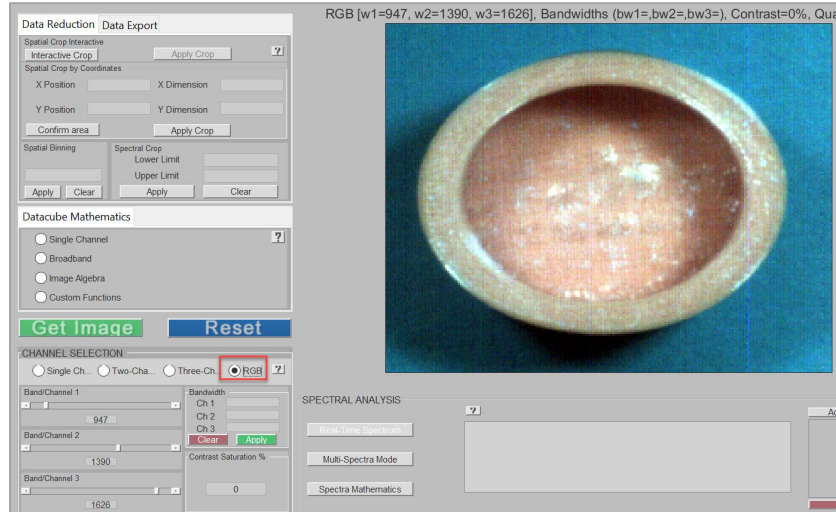 RGB [w1=947, w2=1390, w3=1626], Bandwidths (bw1=,bw2=,bw3=), Contrast=0%, Qua
Data Reduction Data Export
Spatial Crop Interactive
Interactive Crop Apply Crop ?
Spatial Crop by Coordinates
X Position X Dimension
Y Position Y Dimension
Confirm area Apply Crop
Spatial Binning Spectral Crop
Lower Limit
Upper Limit
Apply Clear Apply Clear
Datacube Mathematics
Single Channel ?
Broadband
Image Algebra
Custom Functions
Get Image Reset
CHANNEL SELECTION
Single Ch... Two-Cha... Three-Ch... RGB ?
Band/Channel 1 Bandwidth
Ch 1
947 Ch 2
Ch 3
Band/Channel 2 Clear Apply
1390 Contrast Saturation %
Band/Channel 3
0
1626
SPECTRAL ANALYSIS
?
Real-Time Spectrum
Multi-Spectra Mode
Spectra Mathematics